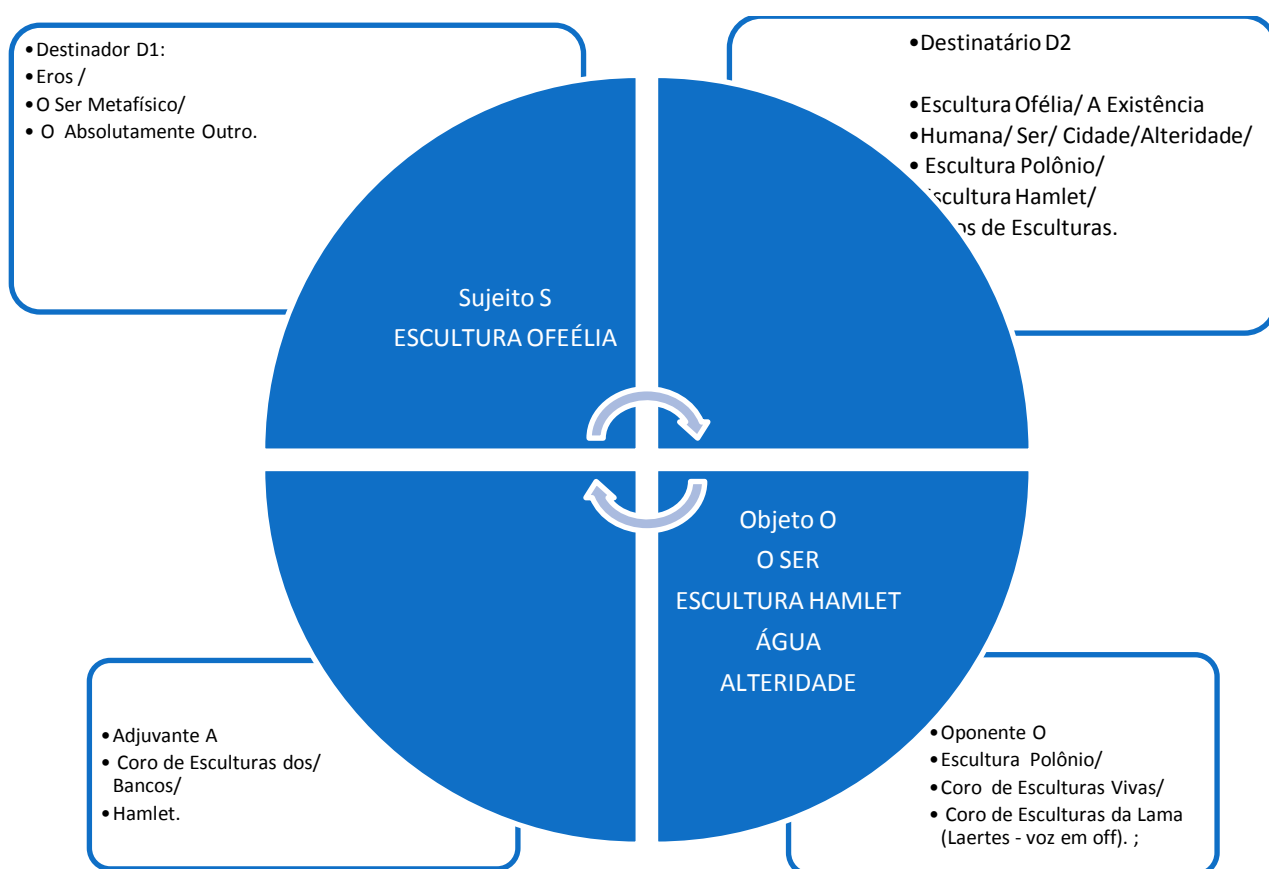 •Destinador D1:
•Eros /
•O Ser Metafísico/
• O Absolutamente Outro.
•Destinatário D2
•Escultura Ofélia/ A Existência
•Humana/ Ser/ Cidade/Alteridade/
• Escultura Polônio/
Hamlet/
de Esculturas.
Sujeito S
ESCULTURA OFEÉLIA
Objeto O
O SER
ESCULTURA HAMLET
ÁGUA
ALTERIDADE
•Adjuvante A
• Coro de Esculturas dos/
Bancos/
•Hamlet.
•Oponente O
•Escultura Polônio/
•Coro de Esculturas Vivas/
• Coro de Esculturas da Lama
(Laertes - voz em off). ;